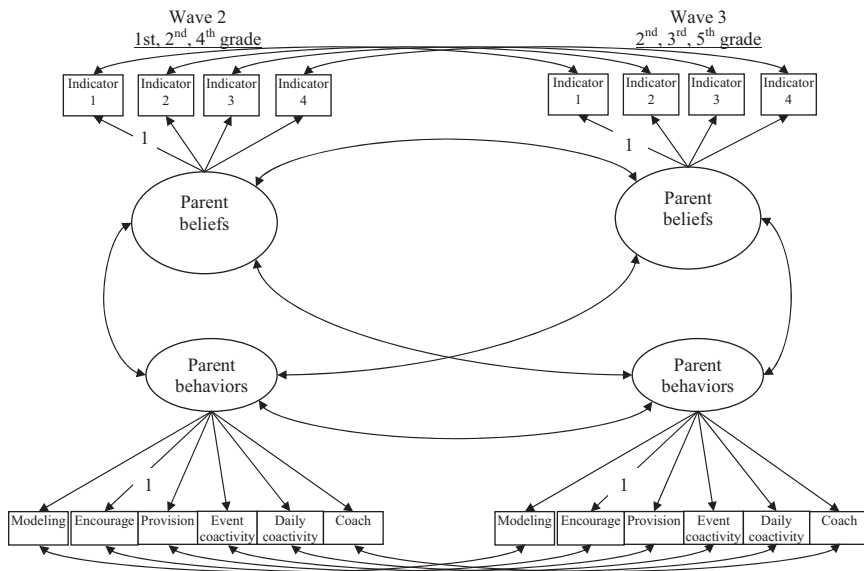 Wave 2
1st, 2nd, 4th grade
Wave 3
2nd, 3rd, 5th grade
Indicator
1
Indicator
2
Indicator
3
Indicator
4
Indicator
1
Indicator
2
Indicator
3
Indicator
4
1
1
Parent
beliefs
Parent
beliefs
Parent
behaviors
Parent
behaviors
1
1
Modeling
Encourage
Provision
Event
coactivity
Daily
coactivity
Coach
Modeling
Encourage
Provision
Event
coactivity
Daily
coactivity
Coach